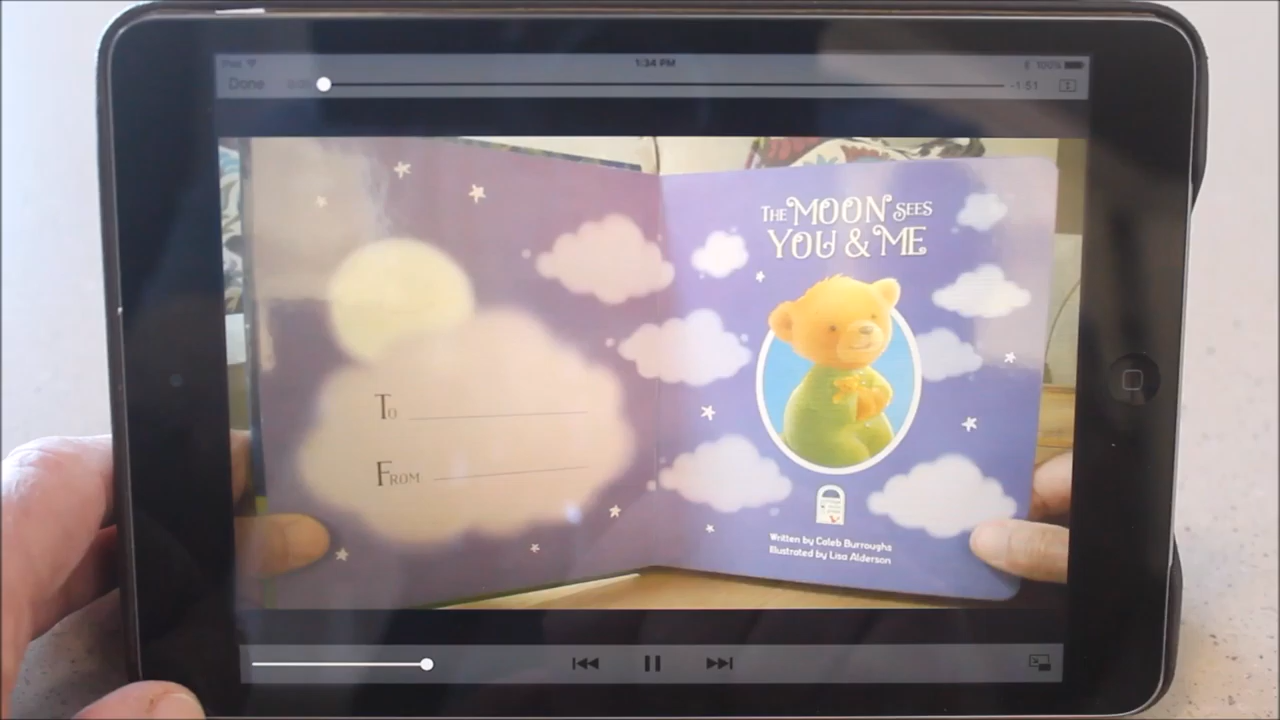 1:34 PM
100%
Done
-1:51
THE MOON SEES
YOU & ME
TO
FROM
Written by Caleb Burroughs
Illustrated by Lisa Alderson